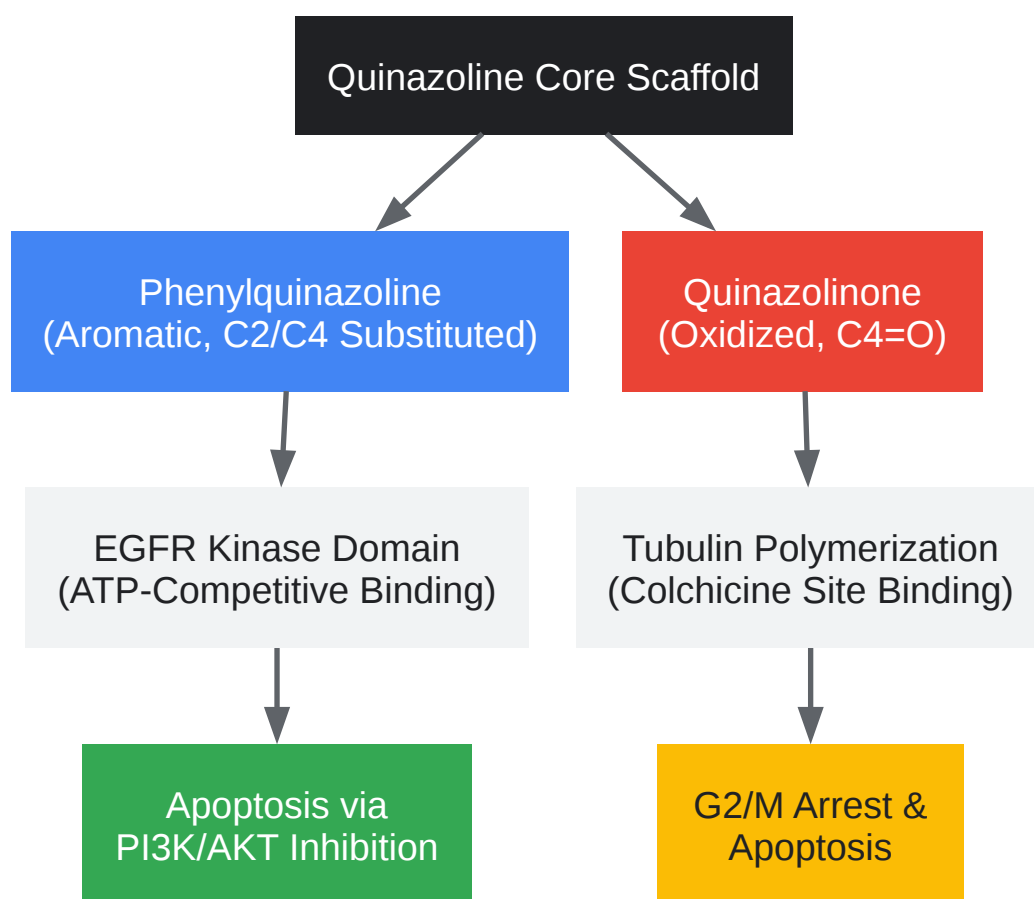 Quinazoline Core Scaffold
Phenylquinazoline
(Aromatic, C2/C4 Substituted)
Quinazolinone
(Oxidized, C4=O)
EGFR Kinase Domain
(ATP-Competitive Binding)
Tubulin Polymerization
(Colchicine Site Binding)
Apoptosis via
PI3K/AKT Inhibition
G2/M Arrest &
Apoptosis